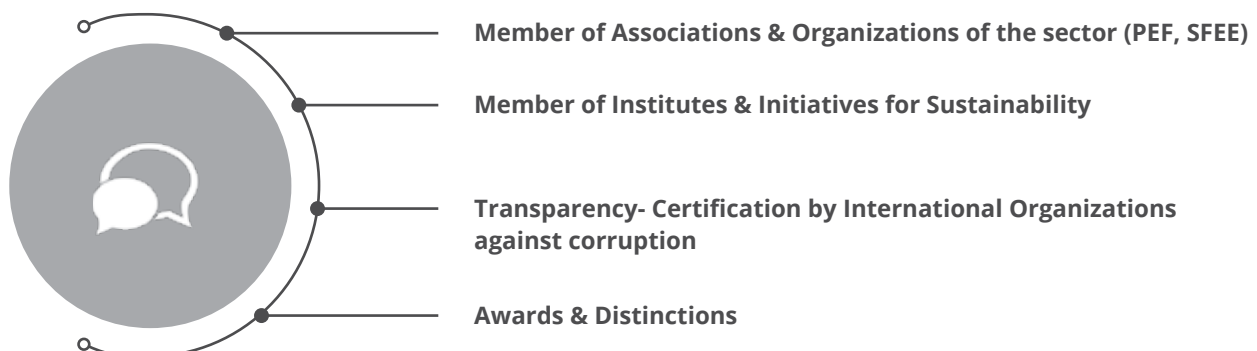 Member of Associations & Organizations of the sector (PEF, SFEE)
Member of Institutes & Initiatives for Sustainability
Transparency- Certification by International Organizations
against corruption
Awards & Distinctions